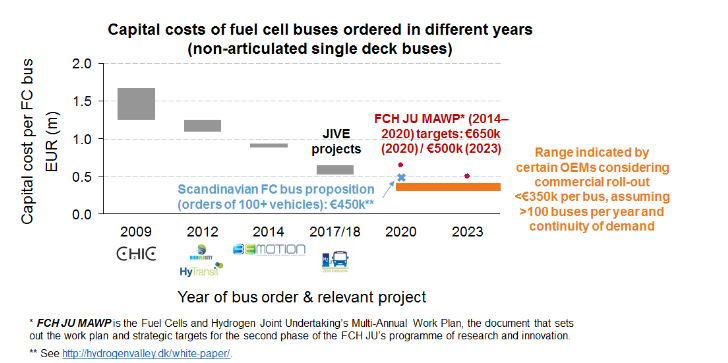 Capital costs of fuel cell buses ordered in different years
(non-articulated single deck buses)
Capital cost per FC bus
EUR (m)
2.0
1.5
1.0
0.5
0.0
JIVE
projects
FCH JU MAWP* (2014–
2020) targets: €650k
(2020) / €500k (2023)
Scandinavian FC bus proposition
(orders of 100+ vehicles): €450k**
Range indicated by
certain OEMs considering
commercial roll-out
<€350k per bus, assuming
>100 buses per year and
continuity of demand
2009
2012
2014
2017/18
2020
2023
CHIC
HyTransit
EMOTION
Year of bus order & relevant project
* FCH JU MAWP is the Fuel Cells and Hydrogen Joint Undertaking's Multi-Annual Work Plan, the document that sets
out the work plan and strategic targets for the second phase of the FCH JU's programme of research and innovation.
** See http://hydrogenvalley.dk/white-paper/.